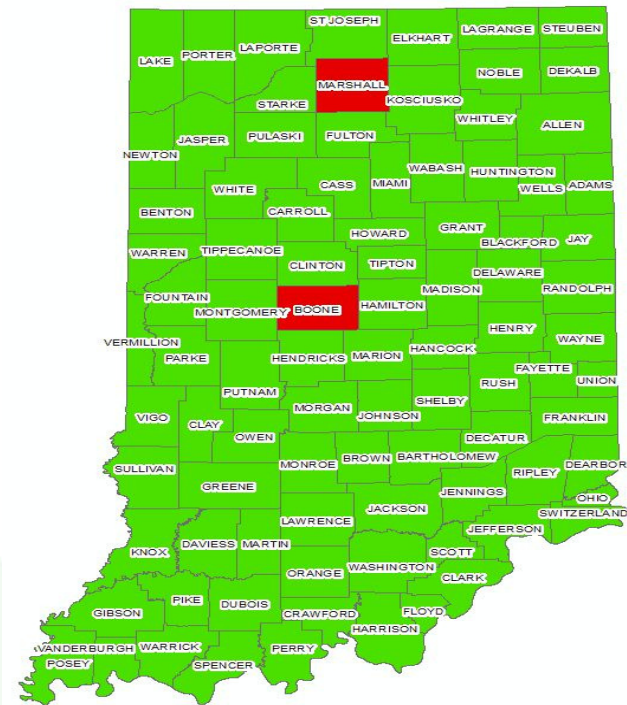 ST JOSEPH
LAGRANGE
STEUBEN
ELKHART
LAPORTE
PORTER
LAKE
NOBLE
DEKALB
MARSHALL
STARKE
KOSCIUSKO
WHITLEY
ALLEN
PULASKI
FULTON
JASPER
NEWTON
WABASH
HUNTINGTON
CASS
MIAMI
WHITE
WELLS
ADAMS
BENTON
CARROLL
GRANT
HOWARD
BLACKFORD
JAY
WARREN
TIPPECANOE
CLINTON
TIPTON
DELAWARE
MADISON
RANDOLPH
FOUNTAIN
MONTGOMERY
BOONE
HAMILTON
HENRY
WAYNE
VERMILLION
PARKE
HENDRICKS
MARION
HANCOCK
FAYETTE
UNION
RUSH
PUTNAM
SHELBY
MORGAN
JOHNSON
VIGO
CLAY
FRANKLIN
OWEN
DECATUR
BROWN
BARTHOLOMEW
SULLIVAN
MONROE
RIPLEY
DEARBOR
GREENE
JENNINGS
OHIO
JACKSON
SWITZERLAND
LAWRENCE
JEFFERSON
KNOX
DAVIESS
MARTIN
SCOTT
WASHINGTON
ORANGE
CLARK
PIKE
DUBOIS
GIBSON
CRAWFORD
FLOYD
HARRISON
VANDERBURGH
WARRICK
PERRY
POSEY
SPENCER